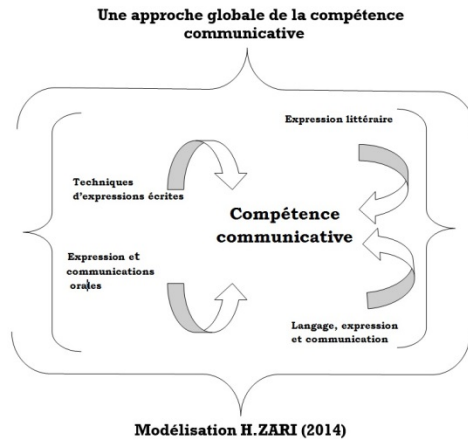 Une approche globale de la compétence
communicative
Expression littéraire
Techniques
d'expressions écrites
Compétence
communicative
Expression et
communications
orales
Langage, expression
et communication
Modélisation H.ZARI (2014)